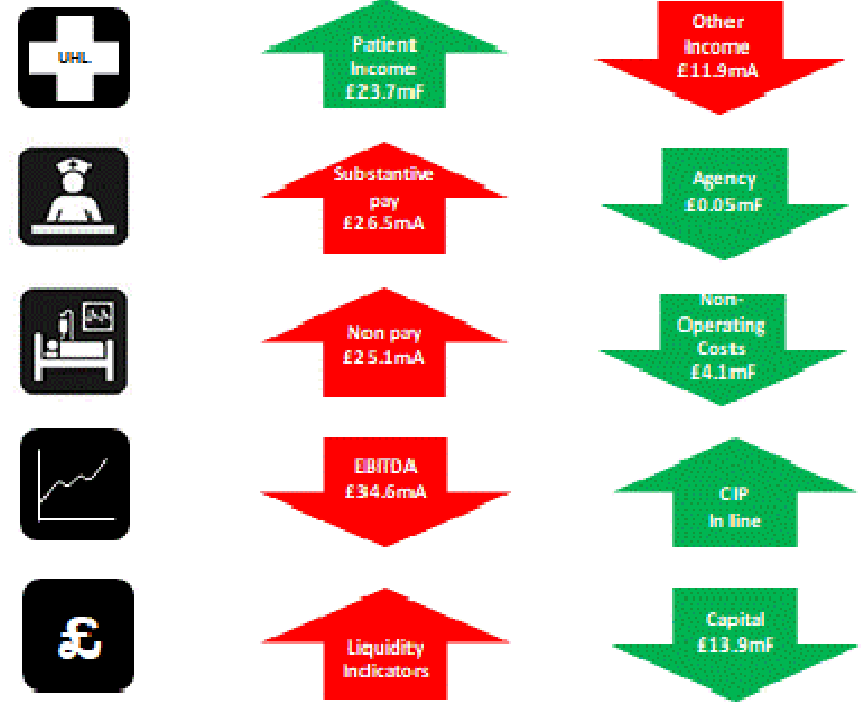 UHL.
Patient
Income
£23.7mF
Other
Income
£11.9mA
Substantive
pay
£26.5mA
Agency
£0.05mF
Non pay
£25.1mA
Non-
Operating
Costs
£4.1mF
EBITDA
£34.6mA
CIP
In line
£
Liquidity
Indicators
Capital
£13.9mF